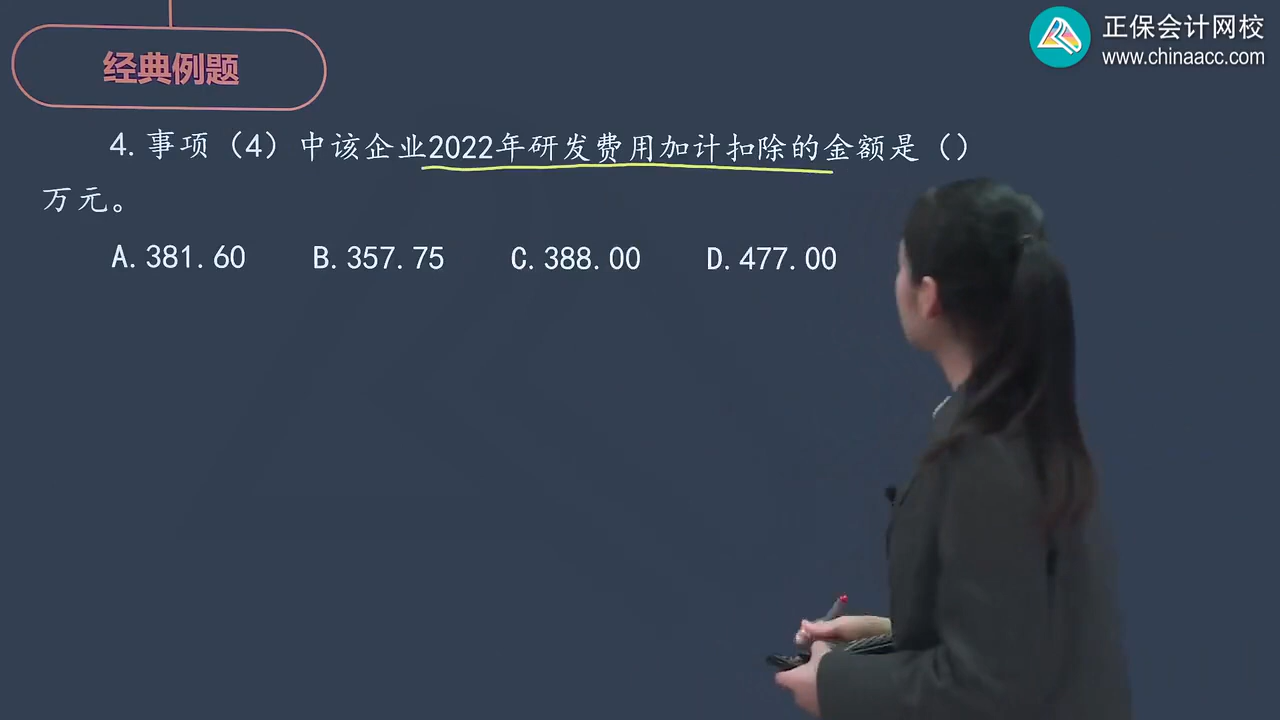 正保会计网校
www.chinaacc.com
经典例题
4.事项（4）中该企业2022年研发费用加计扣除的金额是（）
万元。
A.381.60 B.357.75 C.388.00 D.477.00